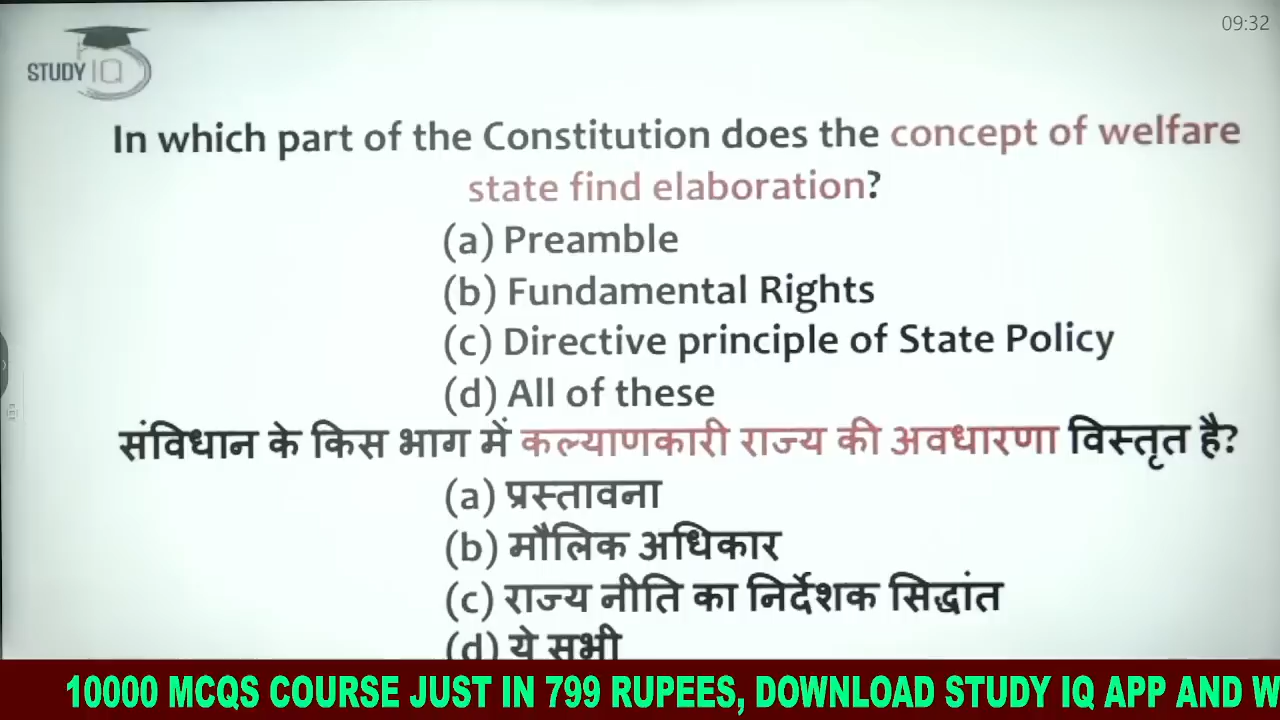 09:32
STUDY IQ
In which part of the Constitution does the concept of welfare
state find elaboration?
(a) Preamble
(b) Fundamental Rights
(c) Directive principle of State Policy
(d) All of these
संविधान के किस भाग में कल्याणकारी राज्य की अवधारणा विस्तृत है?
(a) प्रस्तावना
(b) मौलिक अधिकार
(c) राज्य नीति का निर्देशक सिद्धांत
(d) ये सभी
10000 MCQS COURSE JUST IN 799 RUPEES, DOWNLOAD STUDY IQ APP AND W